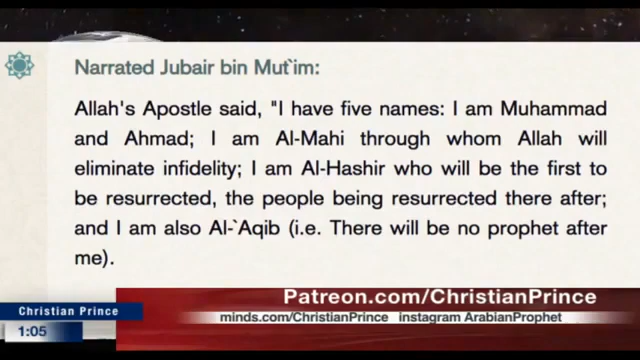 Narrated Jubair bin Mut`im:
Allah's Apostle said, "I have five names: I am Muhammad
and Ahmad; I am Al-Mahi through whom Allah will
eliminate infidelity; I am Al-Hashir who will be the first to
be resurrected, the people being resurrected there after;
and I am also Al-`Aqib (i.e. There will be no prophet after
me).
Patreon.com/ChristianPrince
Christian Prince
minds.com/ChristianPrince instagram ArabianProphet
1:05